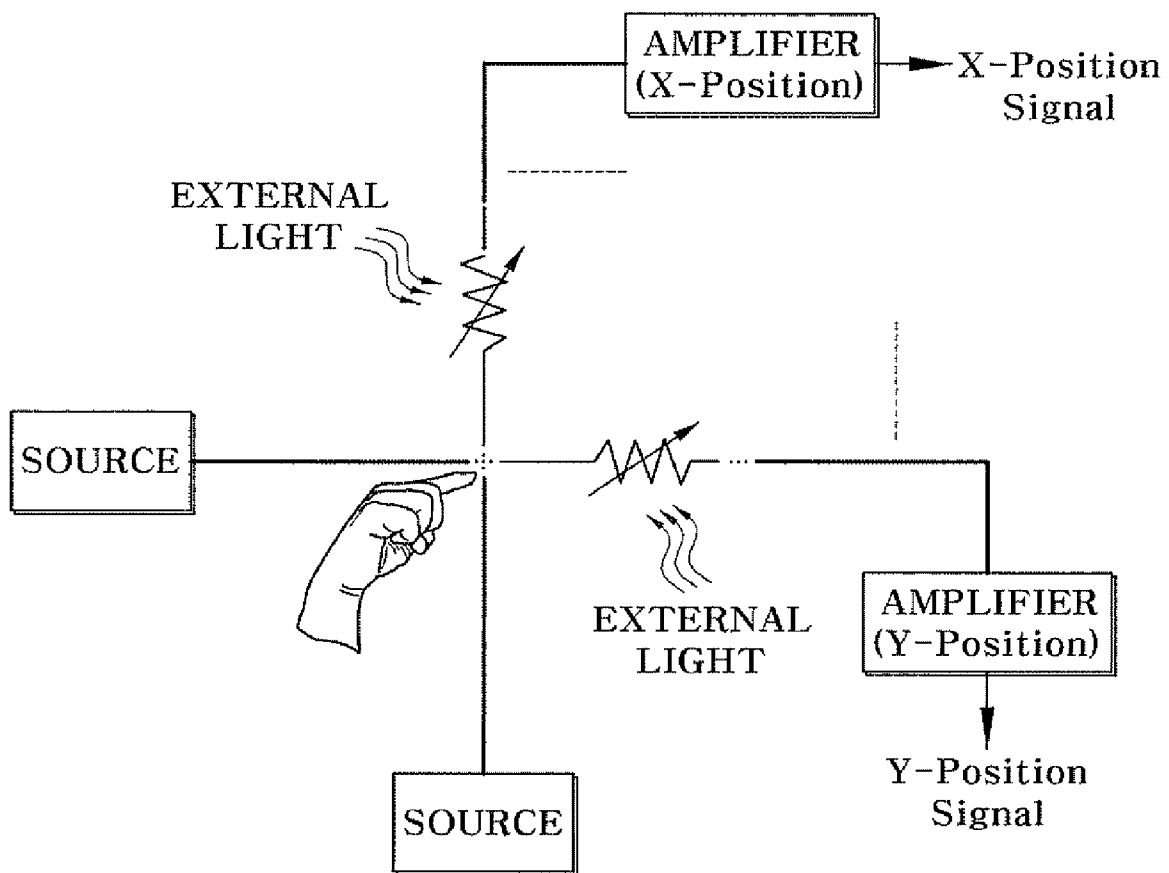 AMPLIFIER
(X-Position)
X-Position
Signal
EXTERNAL
LIGHT
SOURCE
EXTERNAL
LIGHT
AMPLIFIER
(Y-Position)
Y-Position
Signal
SOURCE